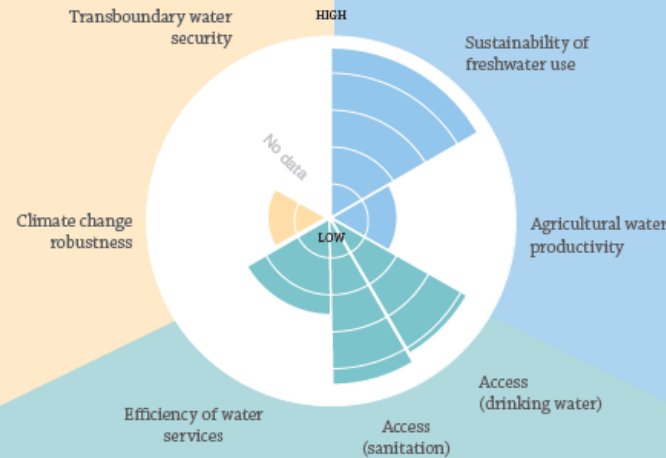 Transboundary water
security
HIGH
Sustainability of
freshwater use
No data
Climate change
robustness
LOW
Agricultural water
productivity
Access
(drinking water)
Efficiency of water
services
Access
(sanitation)